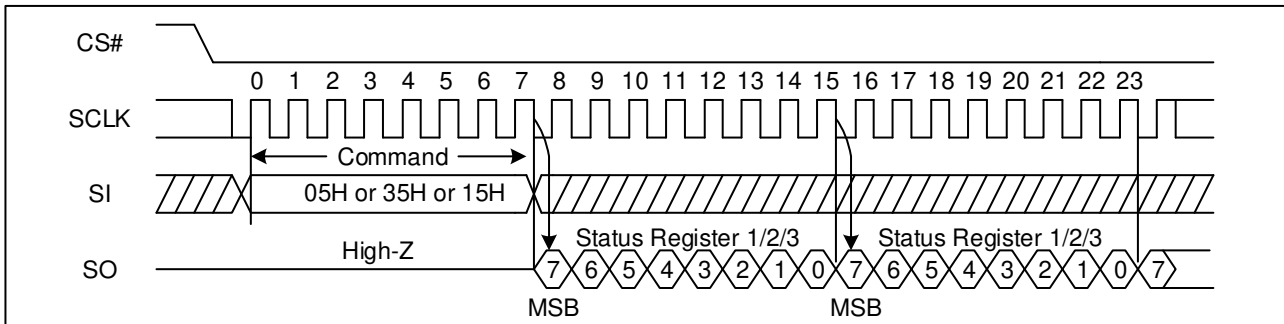 CS#
0 1 2 3 4 5 6 7 8 9 10 11 12 13 14 15 16 17 18 19 20 21 22 23
SCLK
Command
SI
05H or 35H or 15H
High-Z
Status Register 1/2/3
Status Register 1/2/3
SO
7 6 5 4 3 2 1 0 7 6 5 4 3 2 1 0 7
MSB
MSB